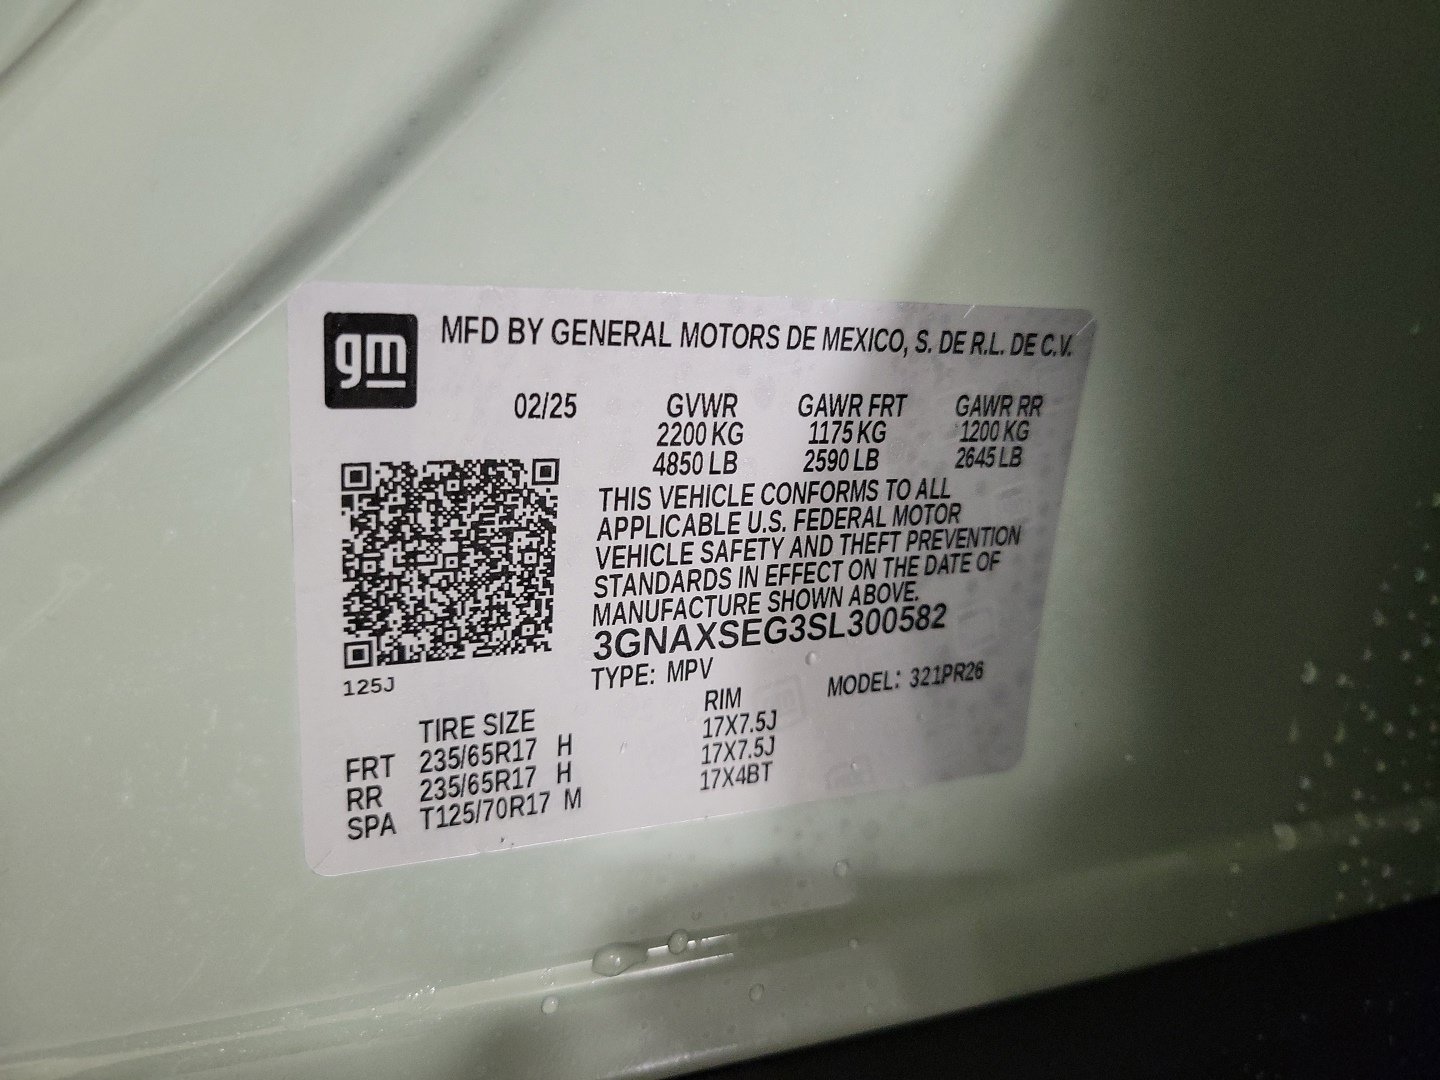 gm
MFD BY GENERAL MOTORS DE MEXICO, S. DE R.L. DE C.V.
02/25 GVWR GAWR FRT GAWR RR
2200 KG 1175 KG 1200 KG
4850 LB 2590 LB 2645 LB
THIS VEHICLE CONFORMS TO ALL
APPLICABLE U.S. FEDERAL MOTOR
VEHICLE SAFETY AND THEFT PREVENTION
STANDARDS IN EFFECT ON THE DATE OF
MANUFACTURE SHOWN ABOVE.
3GNAXSEG3SL300582
125J
TYPE: MPV MODEL: 321PR26
TIRE SIZE RIM
FRT 235/65R17 H 17X7.5J
RR 235/65R17 H 17X7.5J
SPA T125/70R17 M 17X4BT